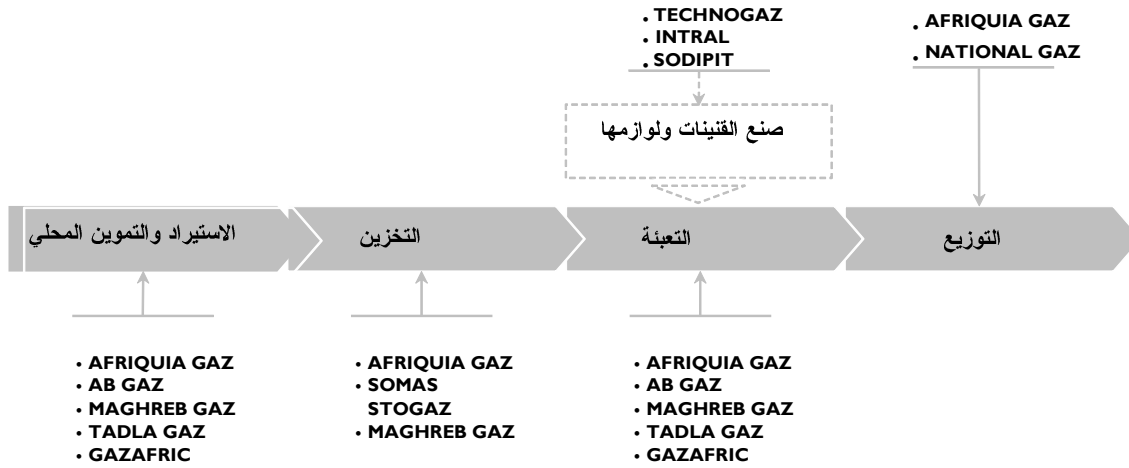 • TECHNOGAZ
• INTRAL
• SODIPIT
• AFRIQUIA GAZ
• NATIONAL GAZ
صنع القنينات ولوازمها
الاستيراد والتموين المحلي
التخزين
التعبئة
التوزيع
• AFRIQUIA GAZ
• AB GAZ
• MAGHREB GAZ
• TADLA GAZ
• GAZAFRIC
• AFRIQUIA GAZ
• SOMAS
STOGAZ
• MAGHREB GAZ
• AFRIQUIA GAZ
• AB GAZ
• MAGHREB GAZ
• TADLA GAZ
• GAZAFRIC